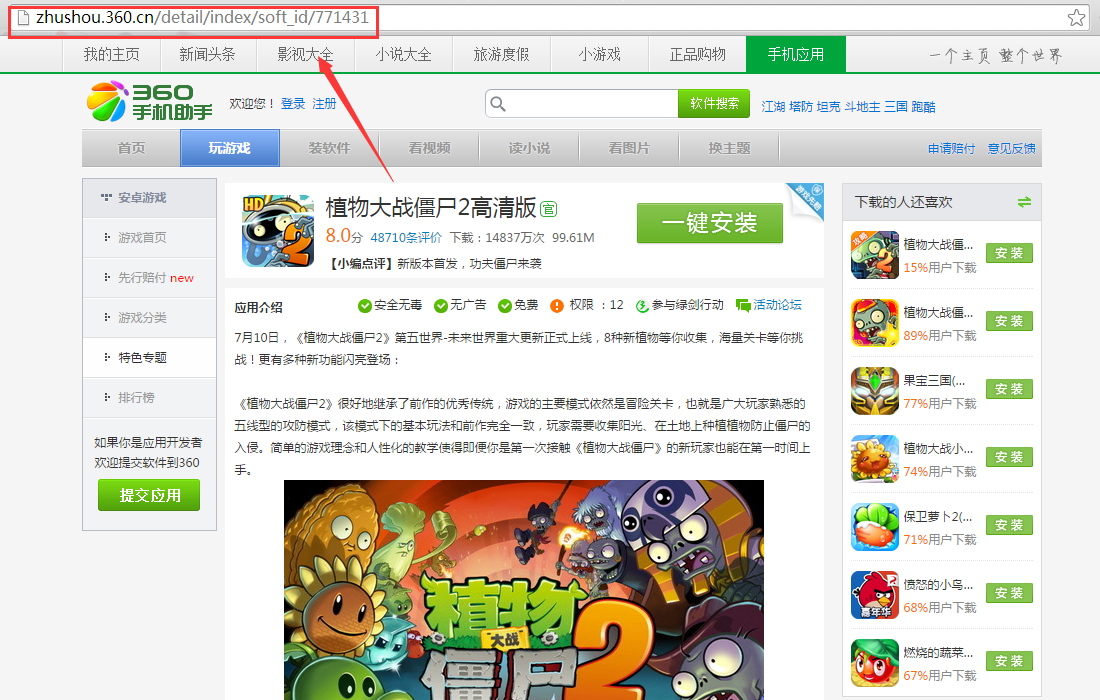 zhushou.360.cn/detail/index/soft_id/771431
我的主页 新闻头条 影视大全 小说大全 旅游度假 小游戏 正品购物 手机应用 一个主页 整个世界
360
手机助手
欢迎您！ 登录 注册
软件搜索
江湖 塔防 坦克 斗地主 三国 跑酷
首页 玩游戏 装软件 看视频 读小说 看图片 换主题
申请赔付 意见反馈
安卓游戏
游戏首页
先行赔付 new
游戏分类
特色专题
排行榜
如果你是应用开发者
欢迎提交软件到360
提交应用
HD
2
植物大战僵尸2高清版 官
8.0分 48710条评价 下载：14837万次 99.61M
【小编点评】新版本首发，功夫僵尸来袭
一键安装
应用介绍
安全无毒 无广告 免费 权限 ：12 参与绿剑行动 活动论坛
7月10日，《植物大战僵尸2》第五世界-未来世界重大更新正式上线，8种新植物等你收集，海量关卡等你挑
战！更有多种新功能闪亮登场：
《植物大战僵尸2》很好地继承了前作的优秀传统，游戏的主要模式依然是冒险关卡，也就是广大玩家熟悉的
五线型的攻防模式，该模式下的基本玩法和前作完全一致，玩家需要收集阳光、在土地上种植植物防止僵尸的
入侵。简单的游戏理念和人性化的教学使得即便你是第一次接触《植物大战僵尸》的新玩家也能在第一时间上
手。
植物
大战
僵尸2
下载的人还喜欢
攻略
2
植物大战僵...
15%用户下载
安装
植物大战僵...
89%用户下载
安装
果宝三国(...
77%用户下载
安装
植物大战小...
74%用户下载
安装
保卫萝卜2(...
71%用户下载
安装
嘉年华
愤怒的小鸟...
68%用户下载
安装
燃烧的蔬菜...
67%用户下载
安装